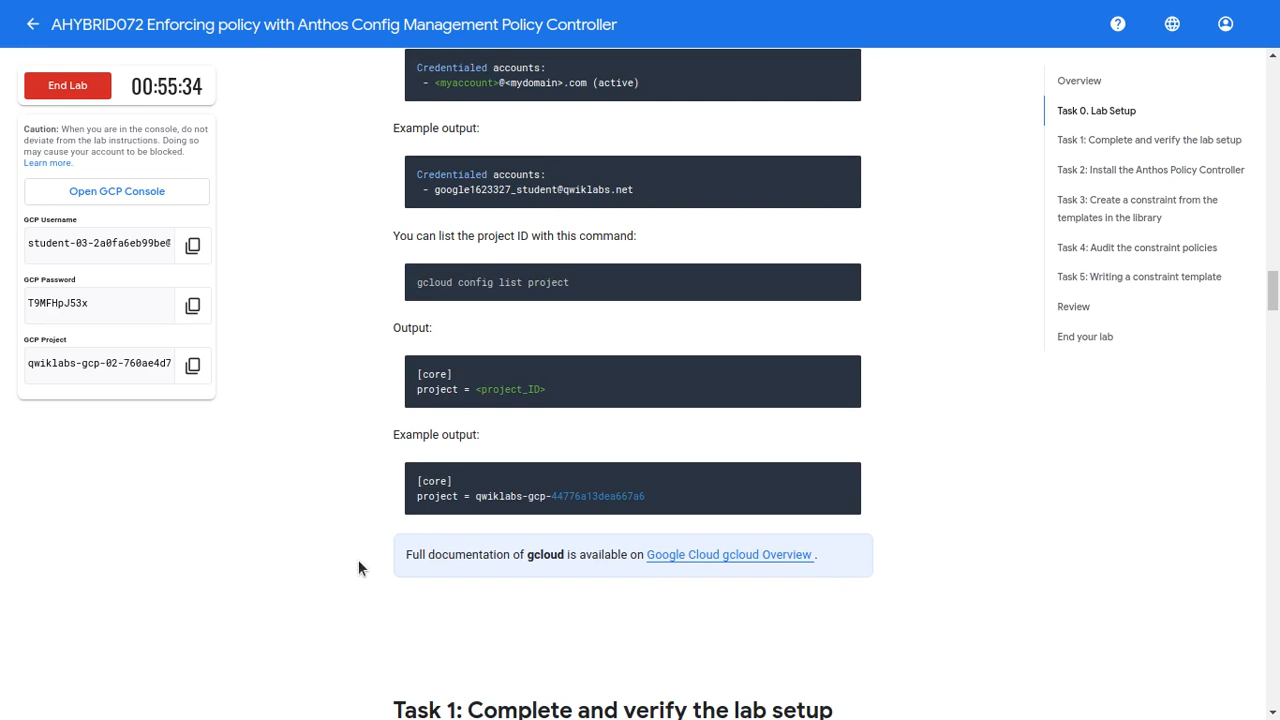 AHYBRID072 Enforcing policy with Anthos Config Management Policy Controller
End Lab
00:55:34
Caution: When you are in the console, do not
deviate from the lab instructions. Doing so
may cause your account to be blocked.
Learn more.
Open GCP Console
GCP Username
student-03-2a0fa6eb99be@
GCP Password
T9MFHpJ53x
GCP Project
qwiklabs-gcp-02-760ae4d7
Credentialed accounts:
- <myaccount>@<mydomain>.com (active)
Example output:
Credentialed accounts:
- google1623327_student@qwiklabs.net
You can list the project ID with this command:
gcloud config list project
Output:
[core]
project = <project_ID>
Example output:
[core]
project = qwiklabs-gcp-44776a13dea667a6
Full documentation of gcloud is available on Google Cloud gcloud Overview .
Task 1: Complete and verify the lab setup
Overview
Task 0. Lab Setup
Task 1: Complete and verify the lab setup
Task 2: Install the Anthos Policy Controller
Task 3: Create a constraint from the
templates in the library
Task 4: Audit the constraint policies
Task 5: Writing a constraint template
Review
End your lab